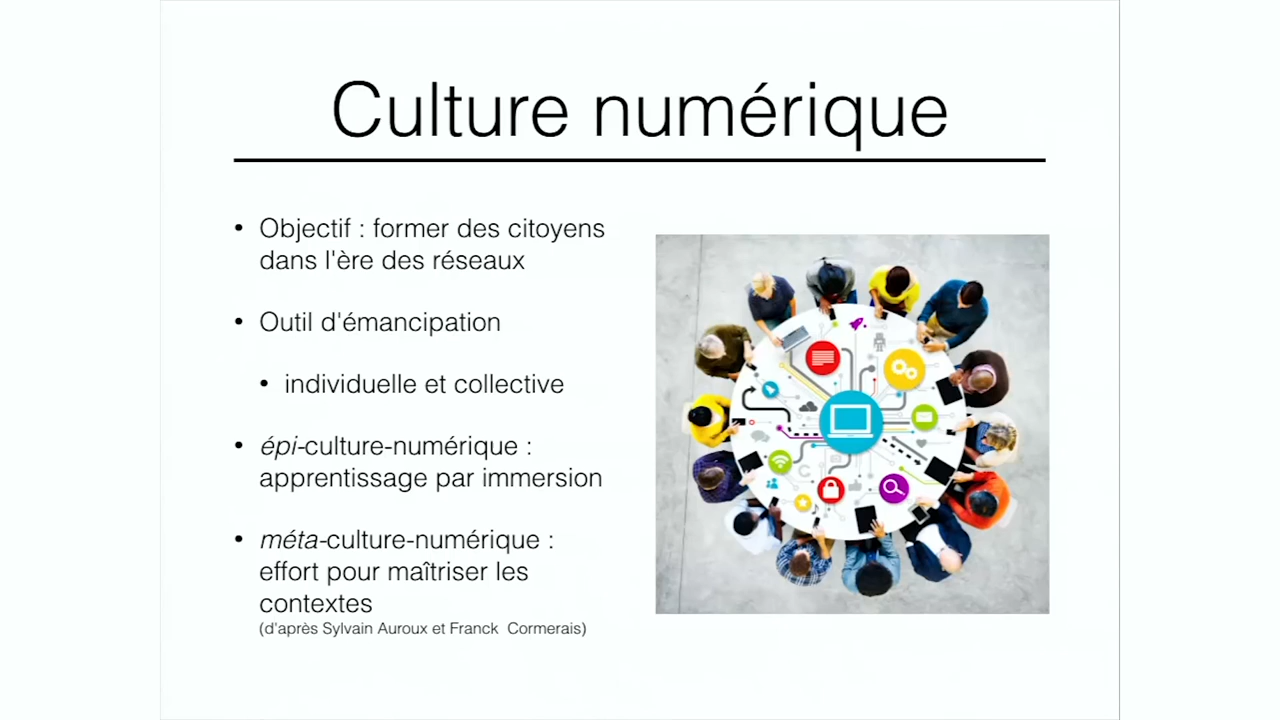 Culture numérique
• Objectif : former des citoyens
dans l'ère des réseaux
• Outil d'émancipation
• individuelle et collective
• épi-culture-numérique :
apprentissage par immersion
• méta-culture-numérique :
effort pour maîtriser les
contextes
(d'après Sylvain Auroux et Franck Cormerais)